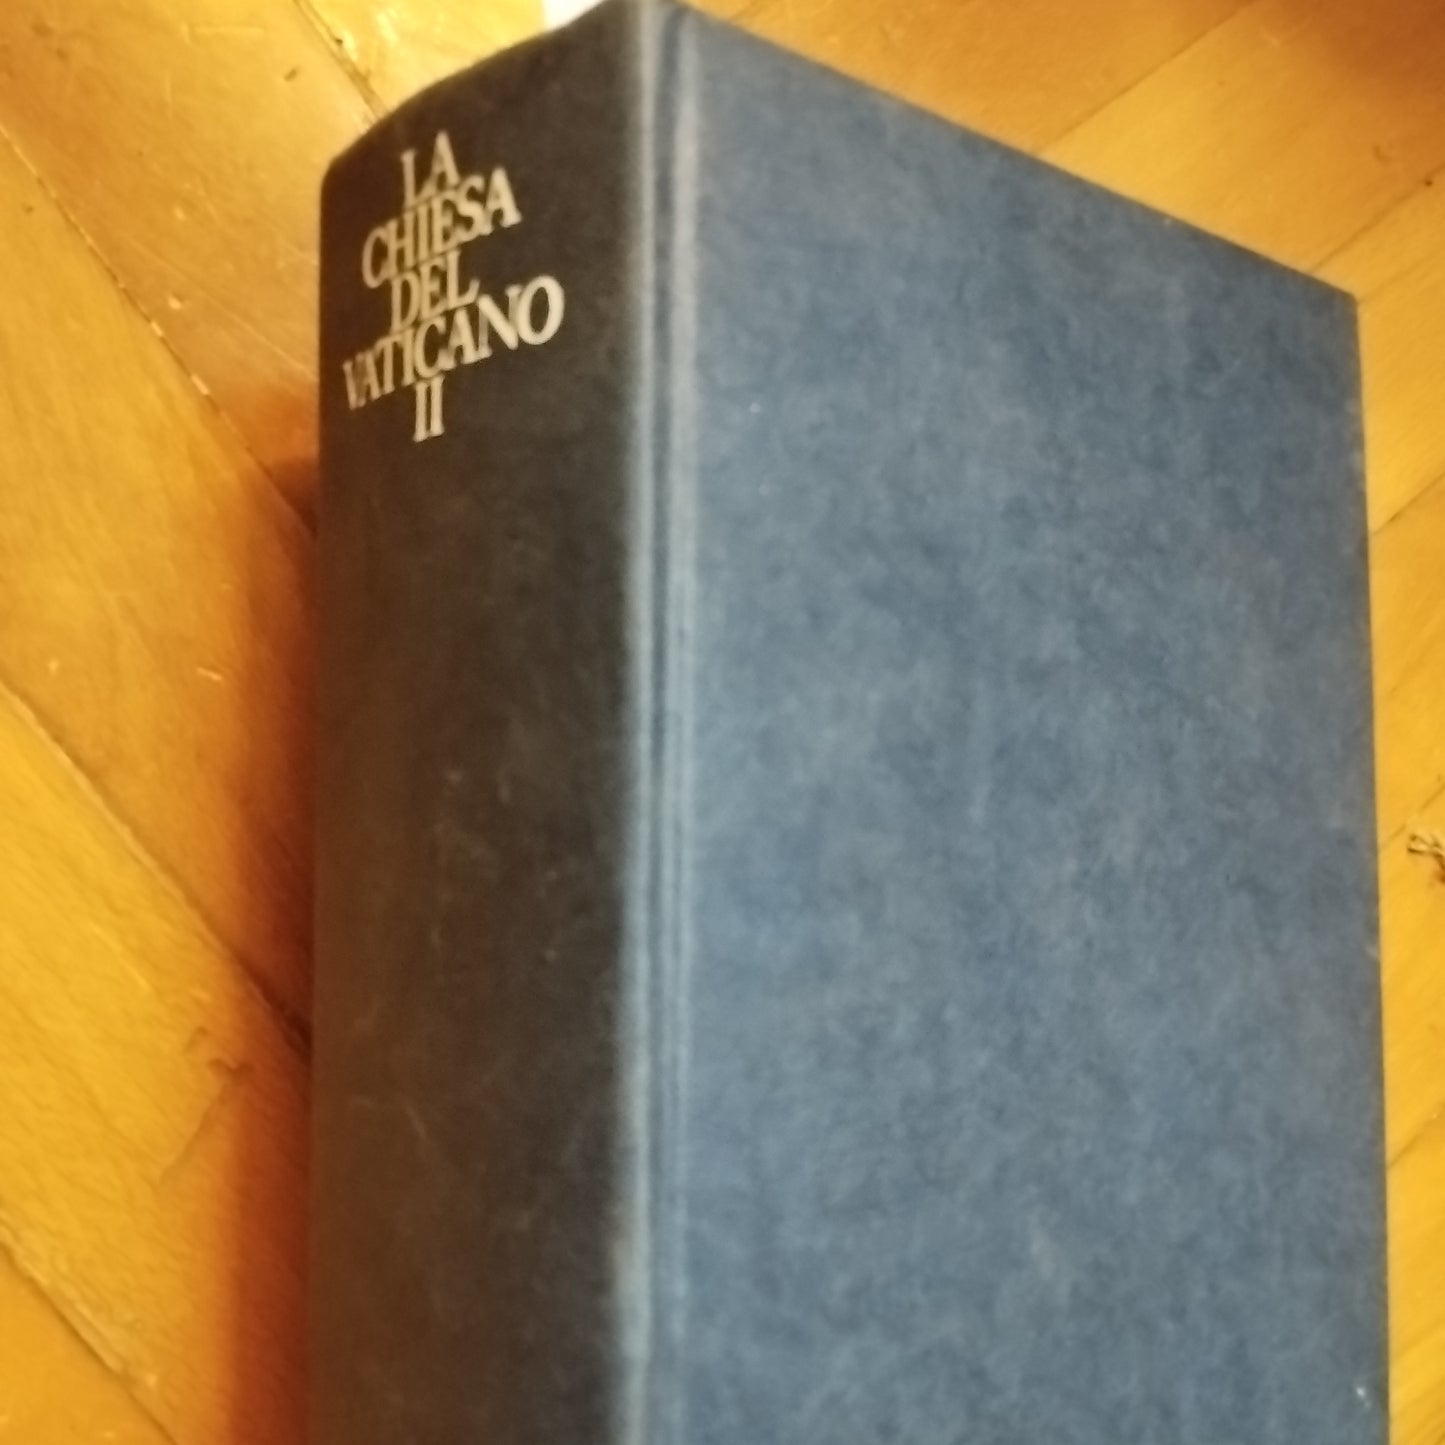 LA
CHIESA
DEL
VATICANO
II